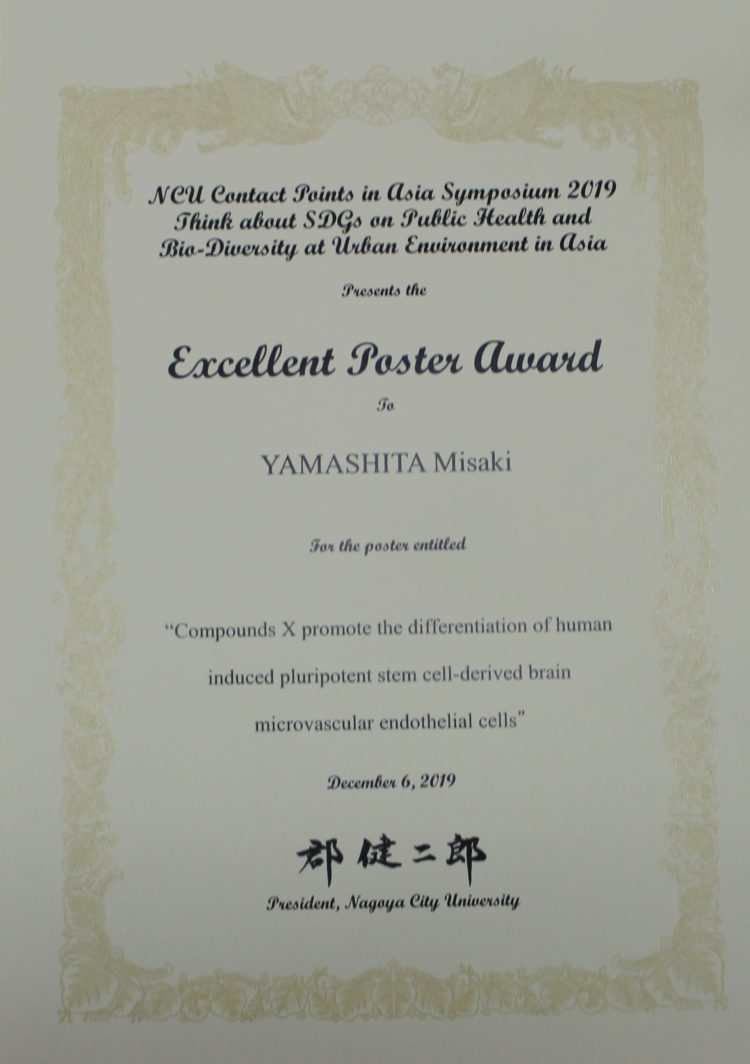 NCU Contact Points in Asia Symposium 2019
Think about SDGs on Public Health and
Bio-Diversity at Urban Environment in Asia
Presents the
Excellent Poster Award
To
YAMASHITA Misaki
For the poster entitled
“Compounds X promote the differentiation of human
induced pluripotent stem cell-derived brain
microvascular endothelial cells”
December 6, 2019
郡 健二郎
President, Nagoya City University